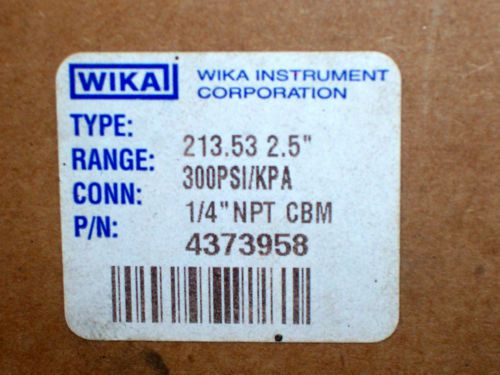 WIKA WIKA INSTRUMENT
CORPORATION
TYPE: 213.53 2.5"
RANGE: 300PSI/KPA
CONN: 1/4" NPT CBM
P/N: 4373958